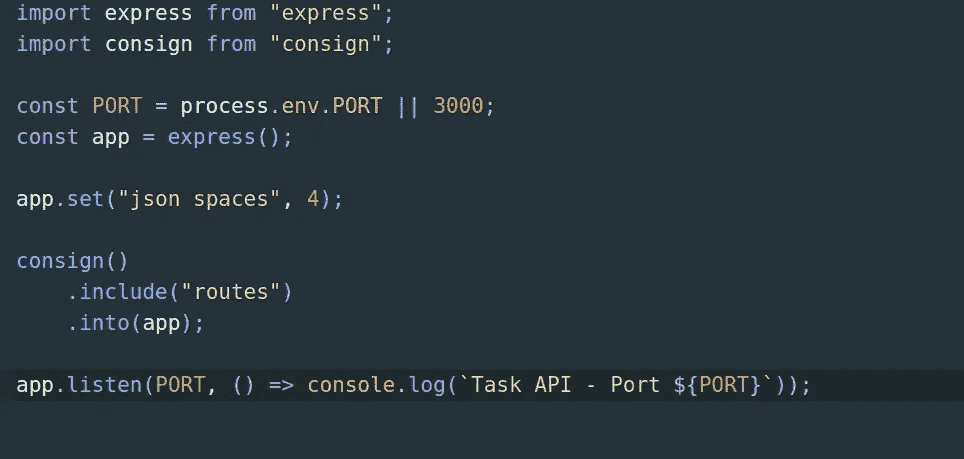 import express from "express";
import consign from "consign";
const PORT = process.env.PORT || 3000;
const app = express();
app.set("json spaces", 4);
consign()
    .include("routes")
    .into(app);
app.listen(PORT, () => console.log(`Task API - Port ${PORT}`));